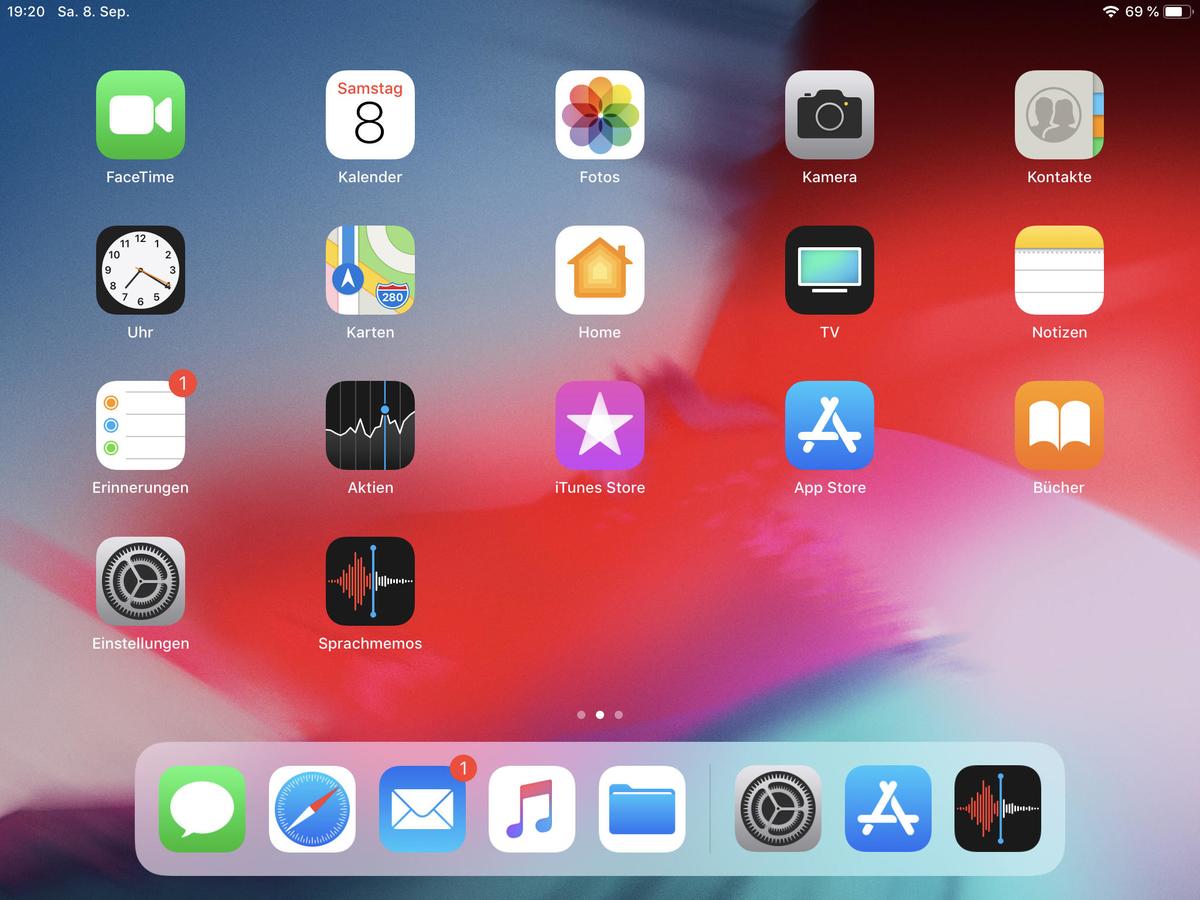 19:20 Sa. 8. Sep. 69 %
Samstag
8
FaceTime Kalender Fotos Kamera Kontakte
12
11 1
10 2
9 3
8 4
7 5
6
280
Uhr Karten Home TV Notizen
1
Erinnerungen Aktien iTunes Store App Store Bücher
Einstellungen Sprachmemos
1